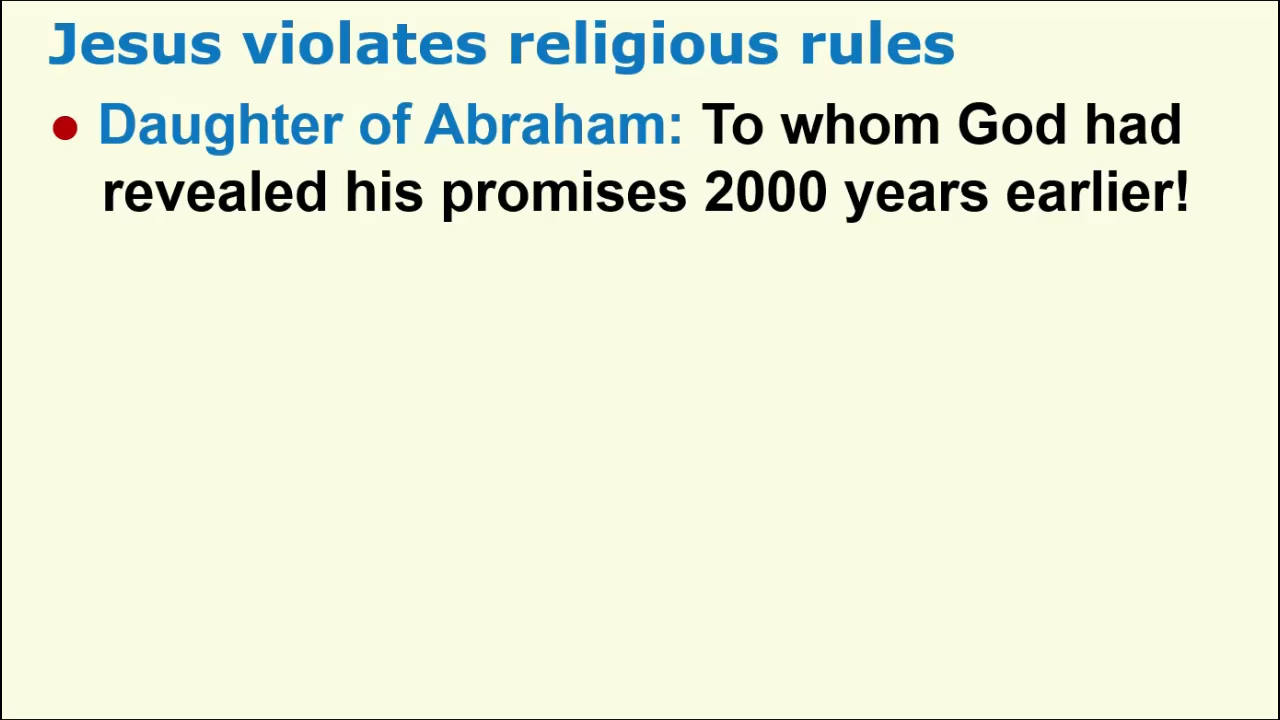 Jesus violates religious rules
● Daughter of Abraham: To whom God had
revealed his promises 2000 years earlier!